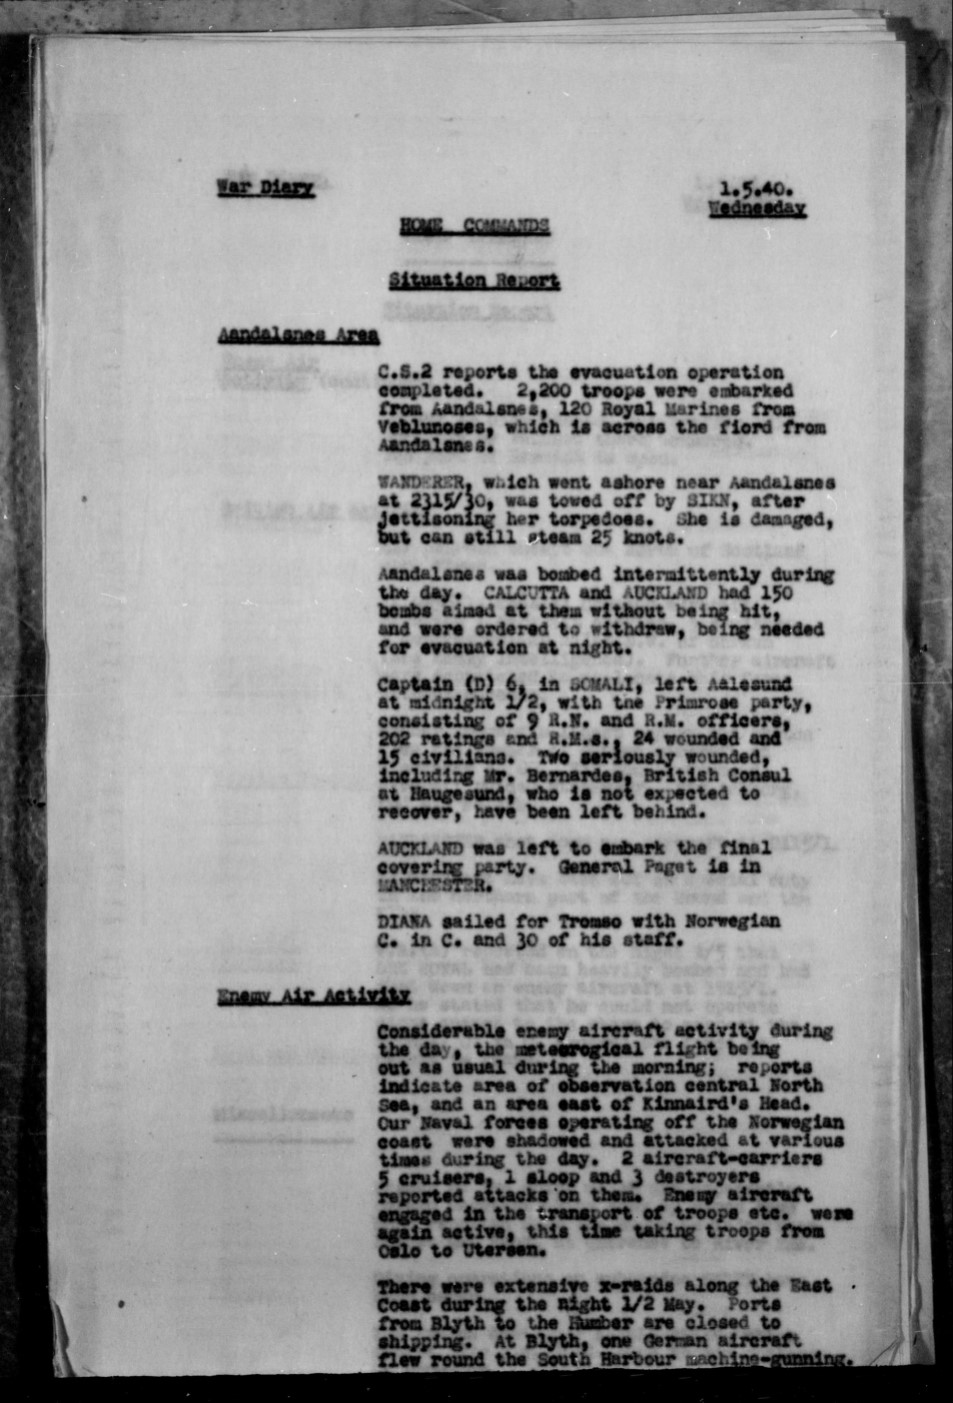 War Diary
1.5.40.
Wednesday
HOME COMMANDS
Situation Report
Aandalsnes Area
C.S.2 reports the evacuation operation
completed. 2,200 troops were embarked
from Aandalsnes, 120 Royal Marines from
Veblunoses, which is across the fiord from
Aandalsnes.
WANDERER, which went ashore near Aandalsnes
at 2315/30, was towed off by SIKH, after
jettisoning her torpedoes. She is damaged,
but can still steam 25 knots.
Aandalsnes was bombed intermittently during
the day. CALCUTTA and AUCKLAND had 150
bombs aimed at them without being hit,
and were ordered to withdraw, being needed
for evacuation at night.
Captain (D) 6, in SOMALI, left Aalesund
at midnight 1/2, with the Primrose party,
consisting of 9 R.N. and R.M. officers,
202 ratings and R.M.s., 24 wounded and
15 civilians. Two seriously wounded,
including Mr. Bernardes, British Consul
at Haugesund, who is not expected to
recover, have been left behind.
AUCKLAND was left to embark the final
covering party. General Paget is in
MANCHESTER.
DIANA sailed for Tromso with Norwegian
C. in C. and 30 of his staff.
Enemy Air Activity
Considerable enemy aircraft activity during
the day, the meteorogical flight being
out as usual during the morning; reports
indicate area of observation central North
Sea, and an area east of Kinnaird's Head.
Our Naval forces operating off the Norwegian
coast were shadowed and attacked at various
times during the day. 2 aircraft-carriers
5 cruisers, 1 sloop and 3 destroyers
reported attacks on them. Enemy aircraft
engaged in the transport of troops etc. were
again active, this time taking troops from
Oslo to Utersen.
There were extensive x-raids along the East
Coast during the night 1/2 May. Ports
from Blyth to the Humber are closed to
shipping. At Blyth, one German aircraft
flew round the South Harbour machine-gunning.